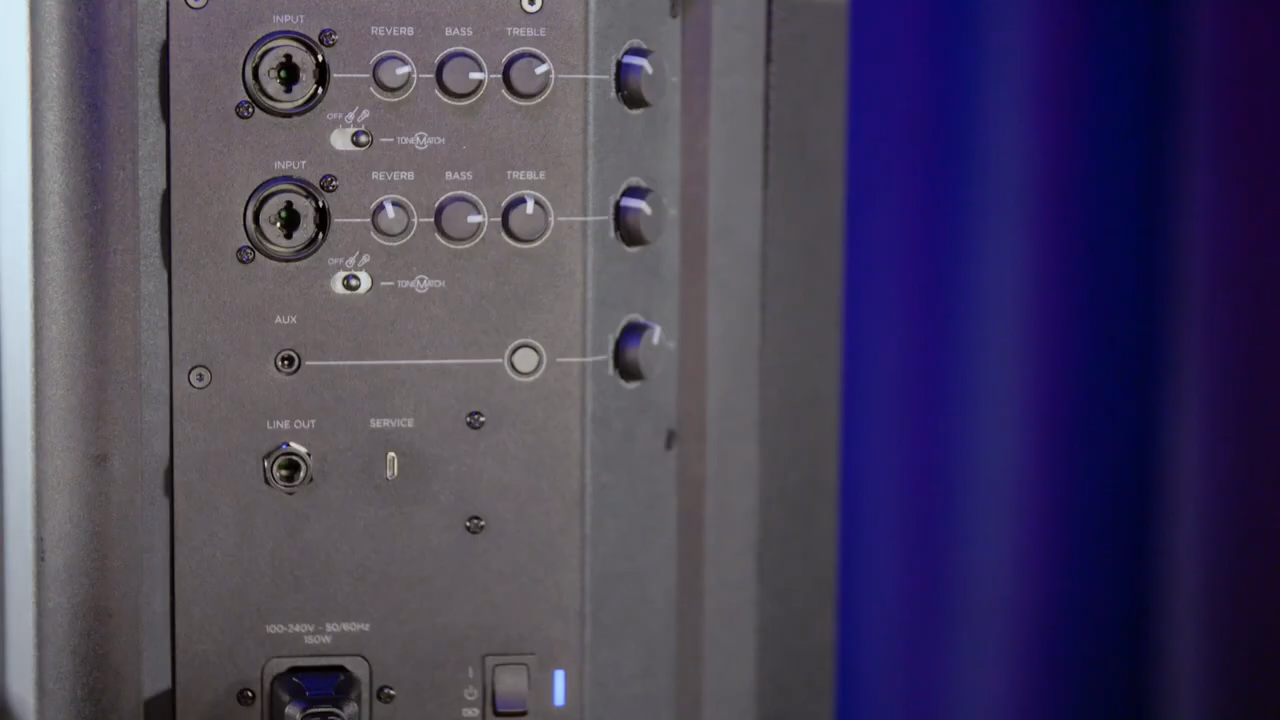 INPUT
REVERB BASS TREBLE
OFF
TONEMATCH
INPUT
REVERB BASS TREBLE
OFF
TONEMATCH
AUX
LINE OUT SERVICE
100-240V - 50/60Hz
150W